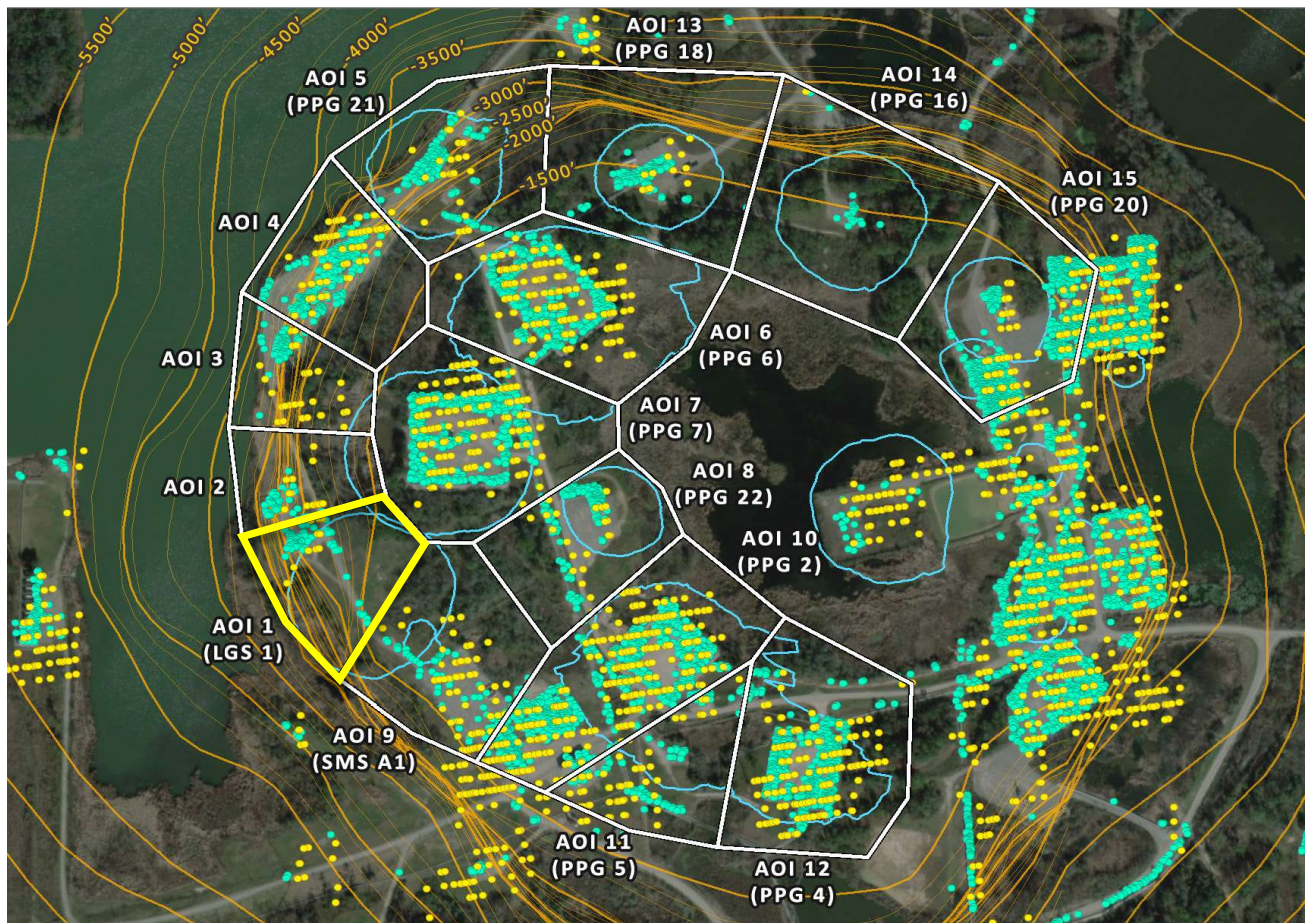 -5500'
-5000'
-4500'
-4000'
-3500'
-3000'
-2500'
-2000'
-1500'
AOI 13
(PPG 18)
AOI 14
(PPG 16)
AOI 5
(PPG 21)
AOI 15
(PPG 20)
AOI 4
AOI 3
AOI 6
(PPG 6)
AOI 7
(PPG 7)
AOI 8
(PPG 22)
AOI 2
AOI 10
(PPG 2)
AOI 1
(LGS 1)
AOI 9
(SMS A1)
AOI 11
(PPG 5)
AOI 12
(PPG 4)